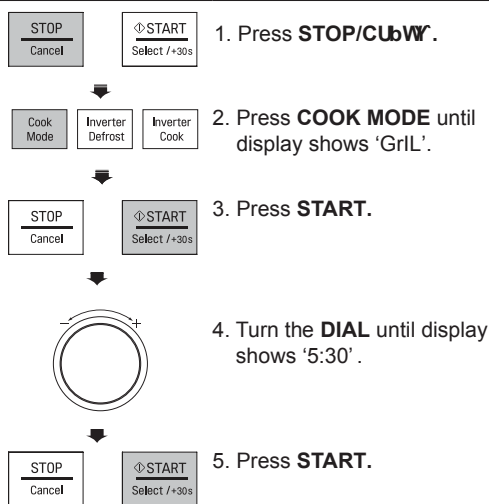 STOP
Cancel
START
Select /+30s
1. Press STOP/
Cook
Mode
Inverter
Defrost
Inverter
Cook
2. Press COOK MODE until
display shows ‘GrIL’.
STOP
Cancel
START
Select /+30s
3. Press START.
- +
4. Turn the DIAL until display
shows ‘5:30’ .
STOP
Cancel
START
Select /+30s
5. Press START.